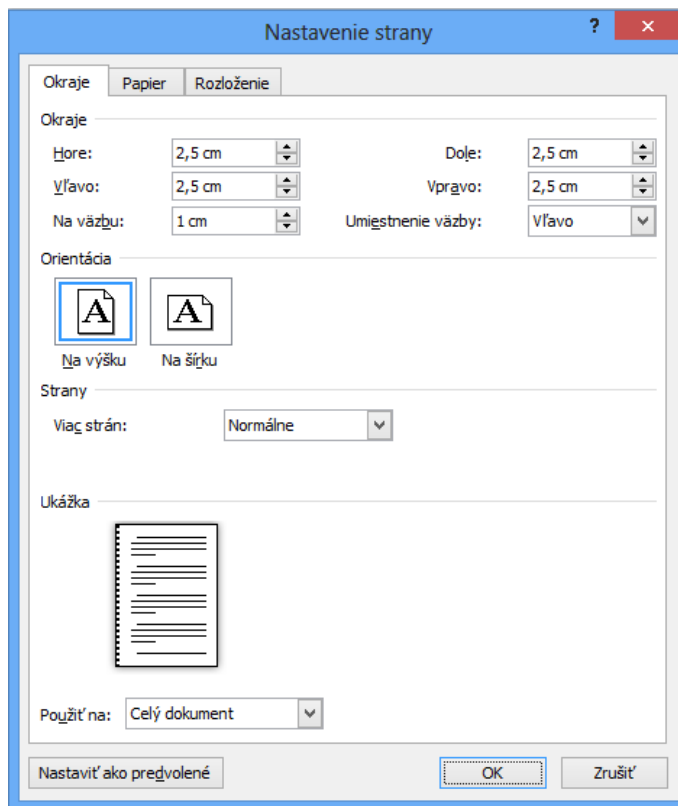 Nastavenie strany
?
Okraje Papier Rozloženie
Okraje
Hore: 2,5 cm Dole: 2,5 cm
Vľavo: 2,5 cm Vpravo: 2,5 cm
Na väzbu: 1 cm Umiestnenie väzby: Vľavo
Orientácia
A A
Na výšku Na šírku
Strany
Viac strán: Normálne
Ukážka
Použiť na: Celý dokument
Nastaviť ako predvolené OK Zrušiť